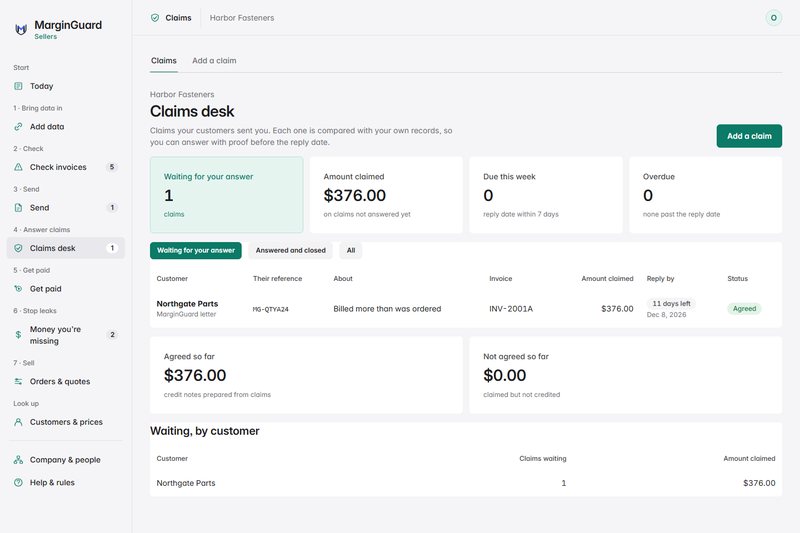 MarginGuard
Sellers
Start
Today
1 · Bring data in
Add data
2 · Check
Check invoices 5
3 · Send
Send 1
4 · Answer claims
Claims desk 1
5 · Get paid
Get paid
6 · Stop leaks
Money you're
missing 2
7 · Sell
Orders & quotes
Look up
Customers & prices
Company & people
Help & rules
Claims Harbor Fasteners O
Claims Add a claim
Harbor Fasteners
Claims desk
Claims your customers sent you. Each one is compared with your own records, so
you can answer with proof before the reply date.
Add a claim
Waiting for your answer
1
claims
Amount claimed
$376.00
on claims not answered yet
Due this week
0
reply date within 7 days
Overdue
0
none past the reply date
Waiting for your answer Answered and closed All
Customer Their reference About Invoice Amount claimed Reply by Status
Northgate Parts MG-QTYA24 Billed more than was ordered INV-2001A $376.00 11 days left Agreed
MarginGuard letter Dec 8, 2026
Agreed so far
$376.00
credit notes prepared from claims
Not agreed so far
$0.00
claimed but not credited
Waiting, by customer
Customer Claims waiting Amount claimed
Northgate Parts 1 $376.00